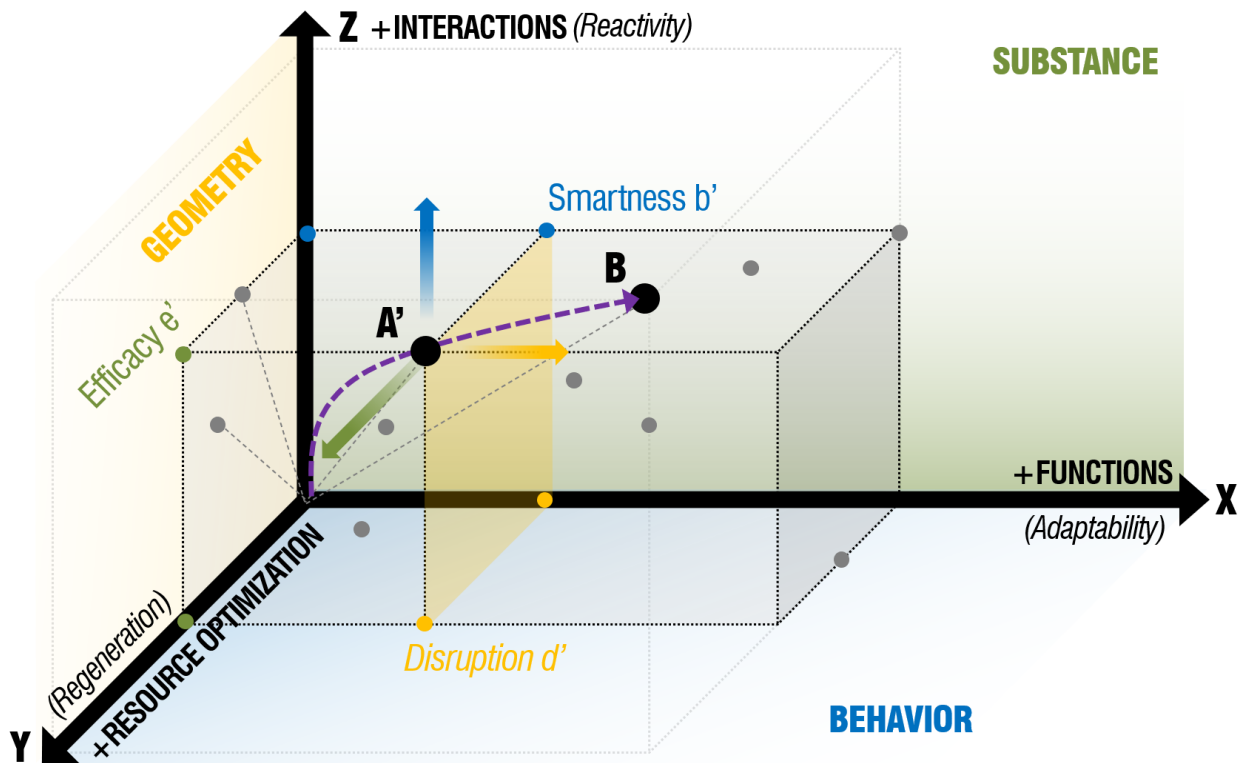 Z +INTERACTIONS (Reactivity)
SUBSTANCE
GEOMETRY
Smartness b’
B
A’
Efficacy e’
+FUNCTIONS
X
(Adaptability)
(Regeneration)
+RESOURCE OPTIMIZATION
Disruption d’
BEHAVIOR
Y